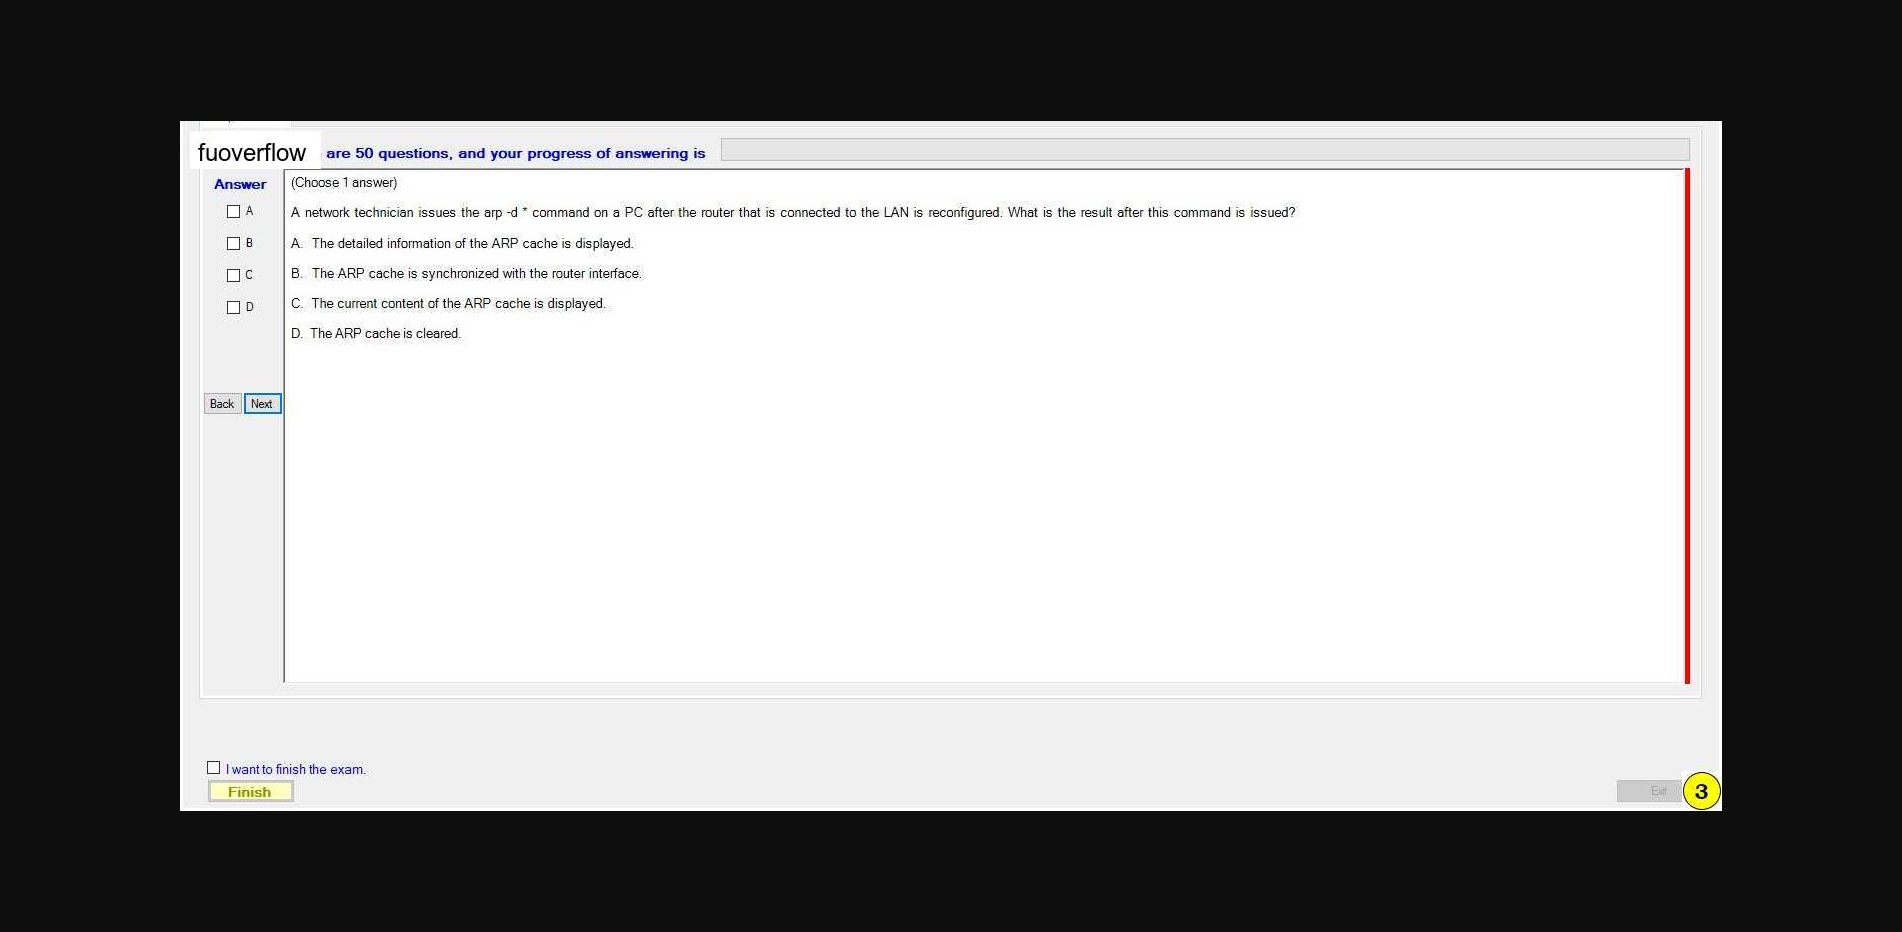 fuoverflow are 50 questions, and your progress of answering is
Answer
(Choose 1 answer)
A
A network technician issues the arp -d * command on a PC after the router that is connected to the LAN is reconfigured. What is the result after this command is issued?
B
A. The detailed information of the ARP cache is displayed.
C
B. The ARP cache is synchronized with the router interface.
D
C. The current content of the ARP cache is displayed.
D. The ARP cache is cleared.
Back Next
I want to finish the exam.
Finish
Exit
3